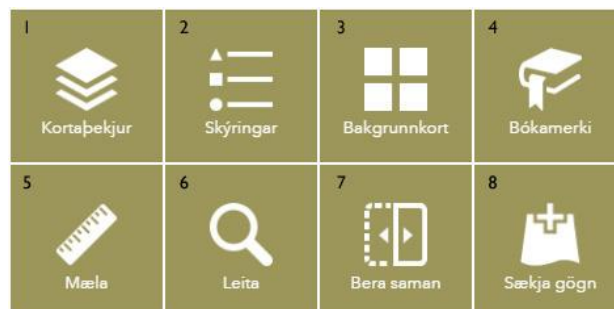 1
Kortaþekjur
2
Skýringar
3
Bakgrunnkort
4
Bókamerki
5
Mæla
6
Leita
7
Bera saman
8
Sækja gögn